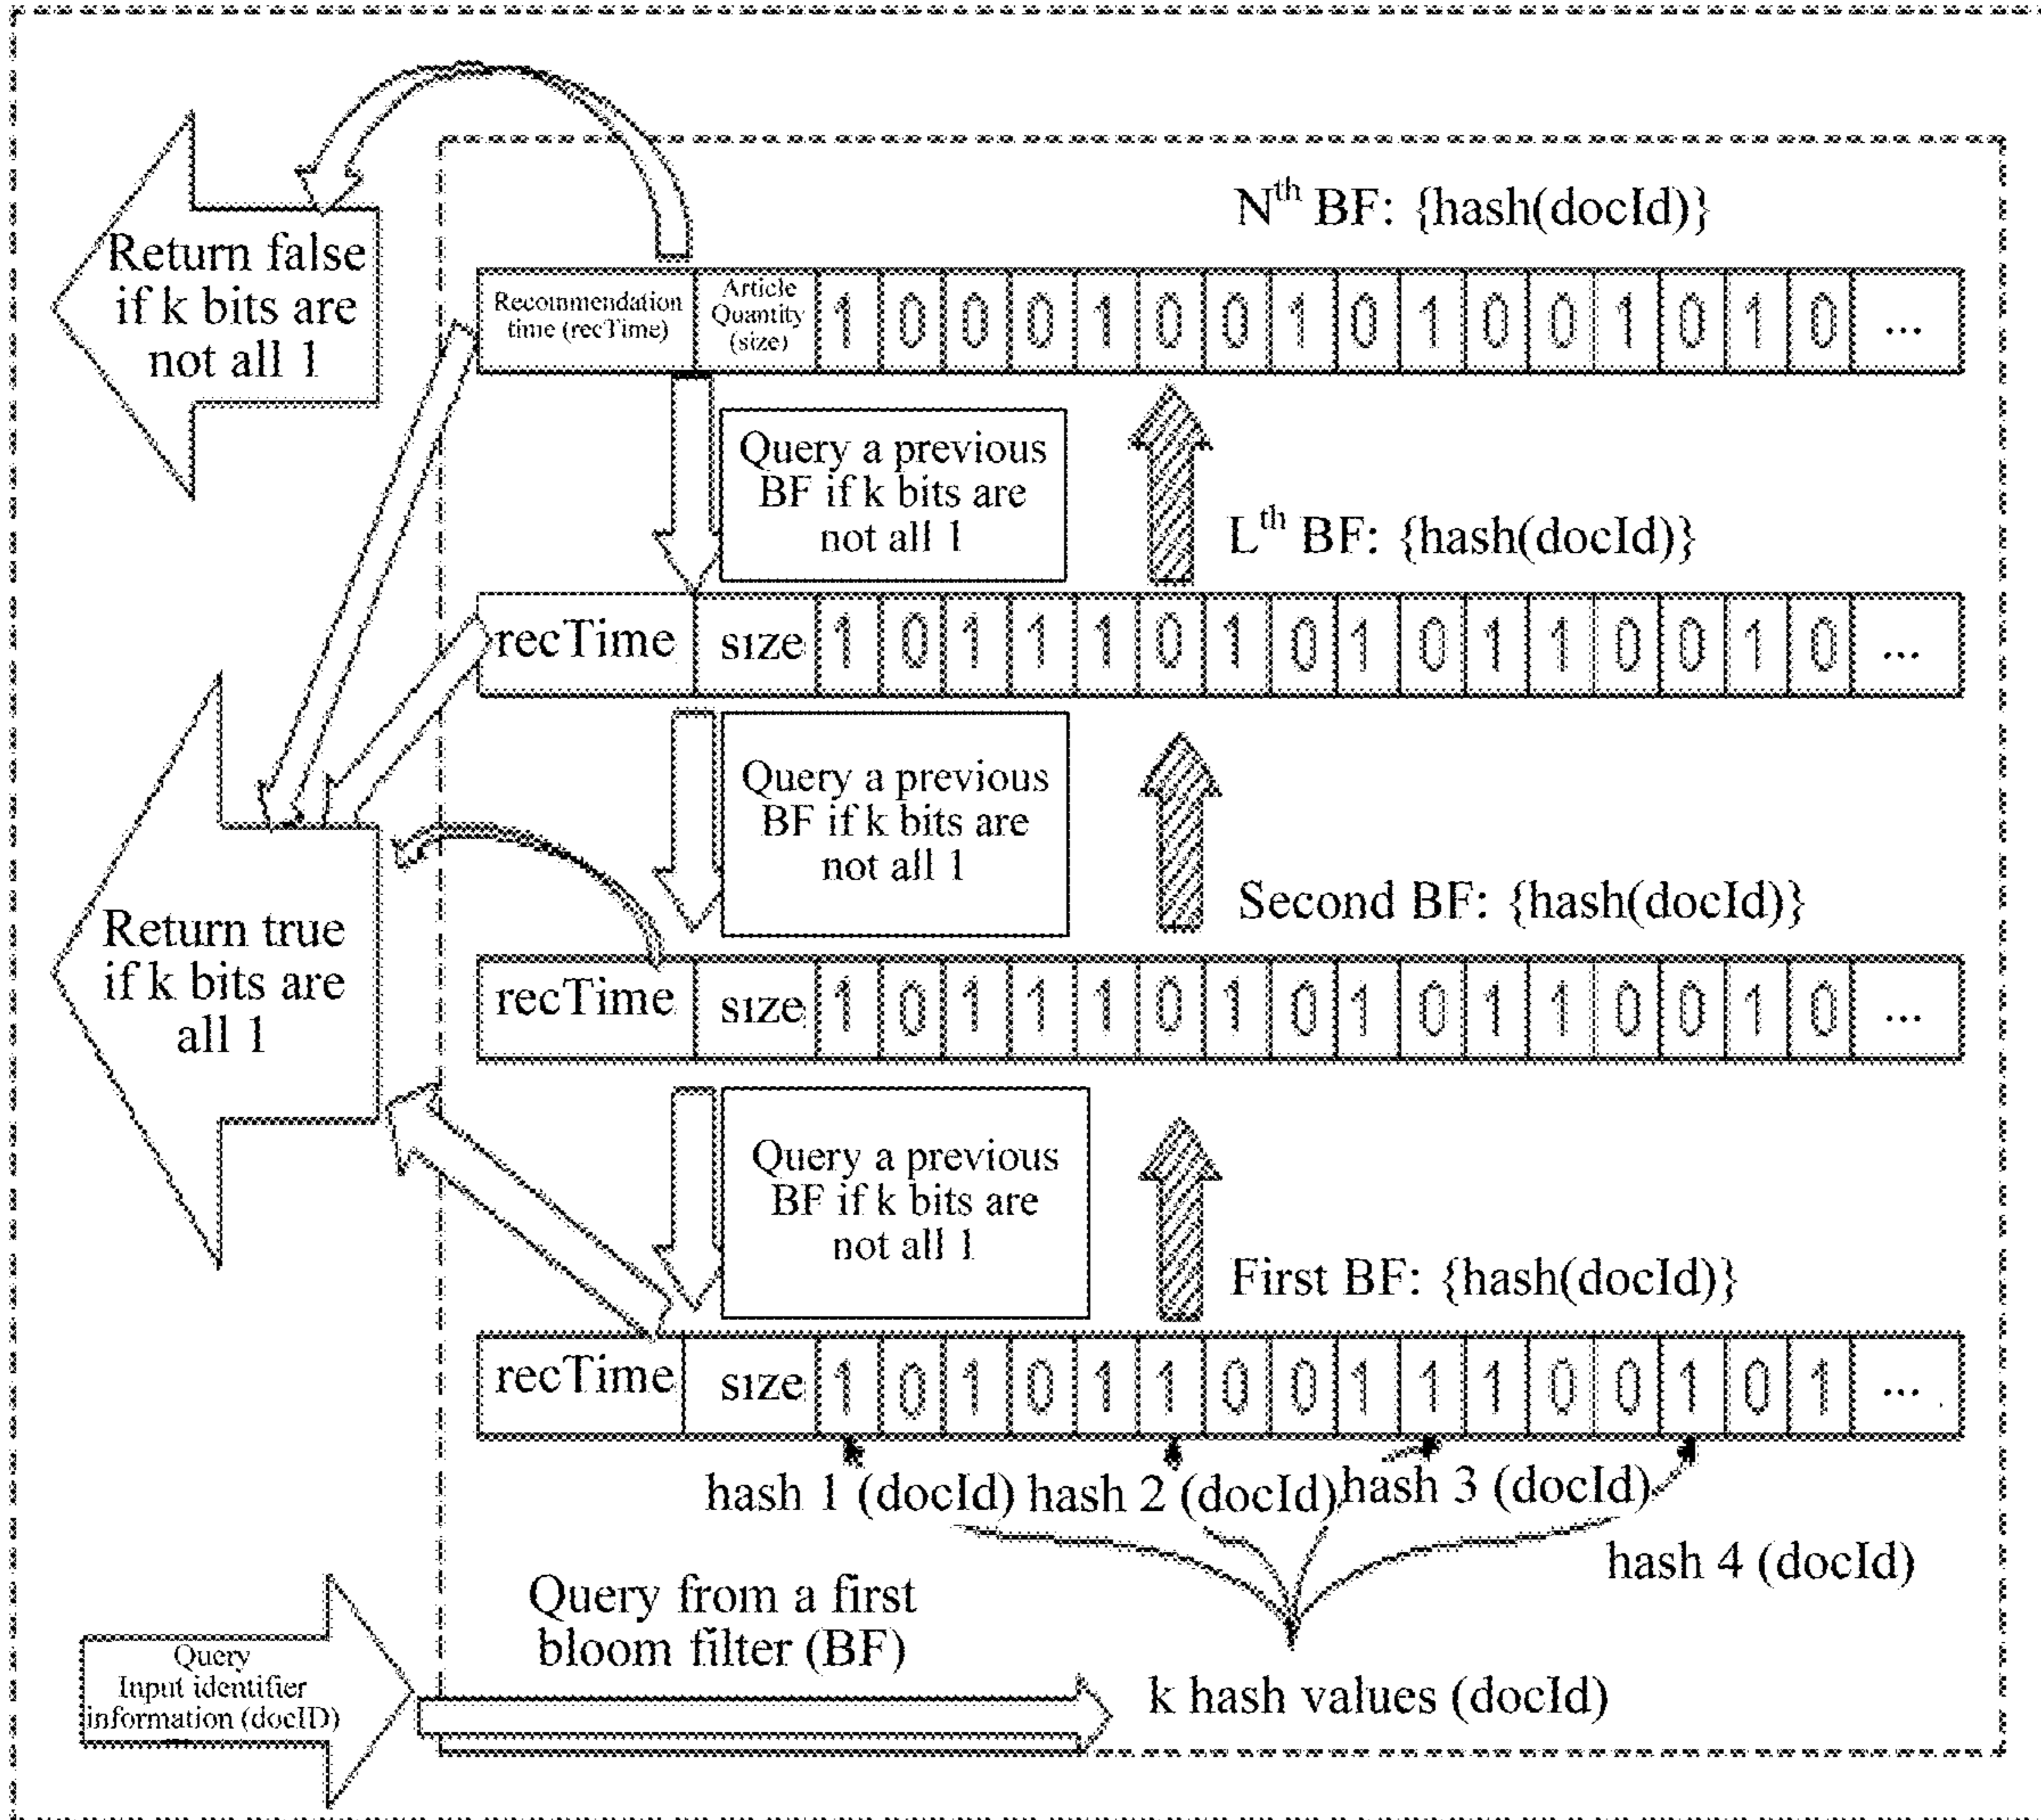 N^th BF: {hash(docId)}
Return false
if k bits are
not all 1
Recommendation
time (recTime)
Article
Quantity
(size)
1 0 0 0 1 0 0 1 0 1 0 0 1 0 1 0 ...
Query a previous
BF if k bits are
not all 1
L^th BF: {hash(docId)}
recTime size 1 0 1 1 1 0 1 0 1 0 1 1 0 0 1 0 ...
Query a previous
BF if k bits are
not all 1
Second BF: {hash(docId)}
Return true
if k bits are
all 1
recTime size 1 0 1 1 1 0 1 0 1 0 1 1 0 0 1 0 ...
Query a previous
BF if k bits are
not all 1
First BF: {hash(docId)}
recTime size 1 0 1 0 1 1 0 0 1 1 1 0 0 1 0 1 ...
hash 1 (docId) hash 2 (docId) hash 3 (docId)
hash 4 (docId)
Query from a first
bloom filter (BF)
Query
Input identifier
information (docID)
k hash values (docId)